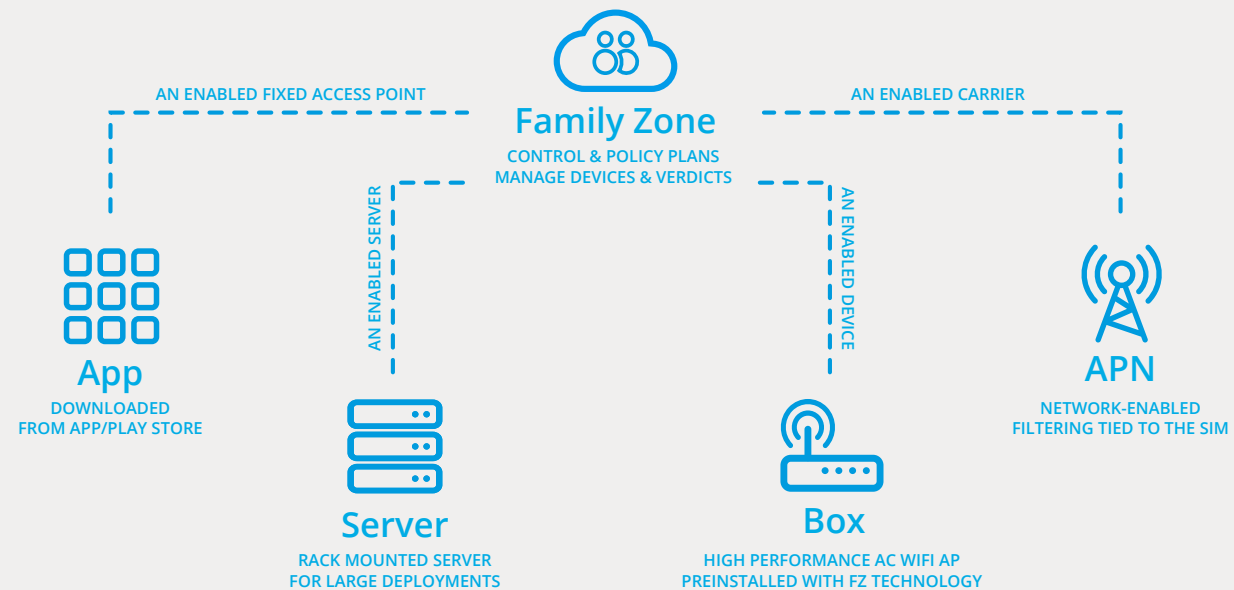 AN ENABLED FIXED ACCESS POINT
AN ENABLED CARRIER
Family Zone
CONTROL & POLICY PLANS
MANAGE DEVICES & VERDICTS
AN ENABLED SERVER
AN ENABLED DEVICE
App
DOWNLOADED
FROM APP/PLAY STORE
APN
NETWORK-ENABLED
FILTERING TIED TO THE SIM
Server
RACK MOUNTED SERVER
FOR LARGE DEPLOYMENTS
Box
HIGH PERFORMANCE AC WIFI AP
PREINSTALLED WITH FZ TECHNOLOGY